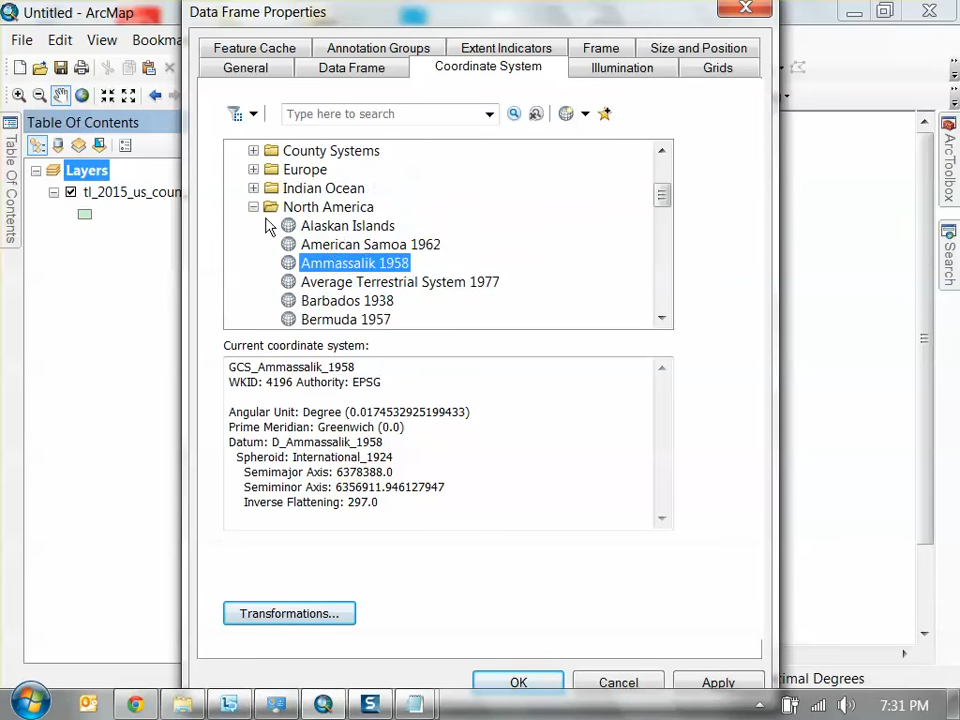 Untitled - ArcMap
Data Frame Properties
File Edit View Bookma
Feature Cache Annotation Groups Extent Indicators Frame Size and Position
General Data Frame Coordinate System Illumination Grids
Type here to search
Table Of Contents
Table Of Contents
Layers
tl_2015_us_coun
County Systems
Europe
Indian Ocean
North America
Alaskan Islands
American Samoa 1962
Ammassalik 1958
Average Terrestrial System 1977
Barbados 1938
Bermuda 1957
Current coordinate system:
GCS_Ammassalik_1958
WKID: 4196 Authority: EPSG
Angular Unit: Degree (0.0174532925199433)
Prime Meridian: Greenwich (0.0)
Datum: D_Ammassalik_1958
Spheroid: International_1924
Semimajor Axis: 6378388.0
Semiminor Axis: 6356911.946127947
Inverse Flattening: 297.0
Transformations...
OK Cancel Apply
ArcToolbox
Search
imal Degrees
7:31 PM